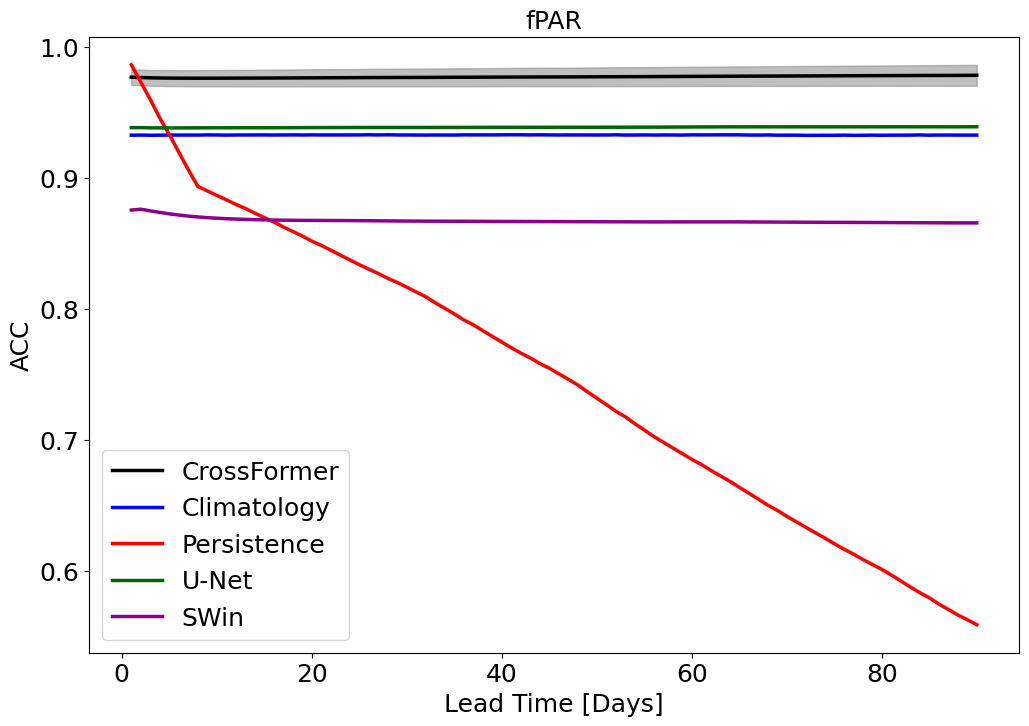 fPAR
1.0
0.9
0.8
0.7
0.6
ACC
CrossFormer
Climatology
Persistence
U-Net
SWin
0
20
40
60
80
Lead Time [Days]